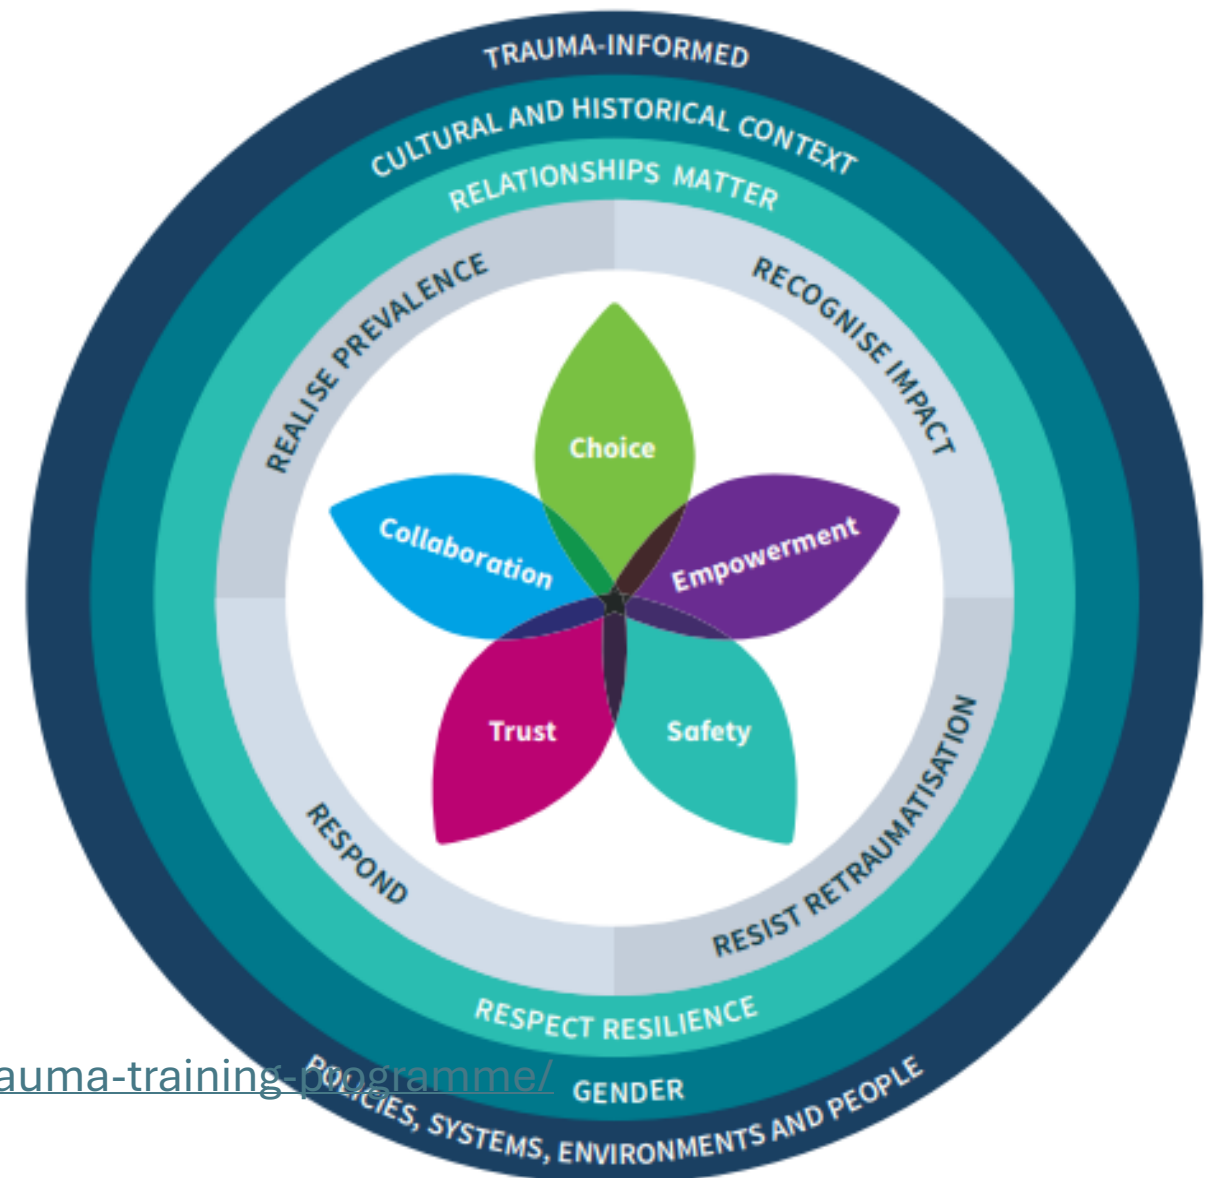 TRAUMA-INFORMED
CULTURAL AND HISTORICAL CONTEXT
RELATIONSHIPS MATTER
REALISE PREVALENCE
RECOGNISE IMPACT
Choice
Collaboration
Empowerment
Trust
Safety
RESPOND
RESIST RETRAUMATISATION
RESPECT RESILIENCE
auma-training-programme/
GENDER
POLICIES, SYSTEMS, ENVIRONMENTS AND PEOPLE